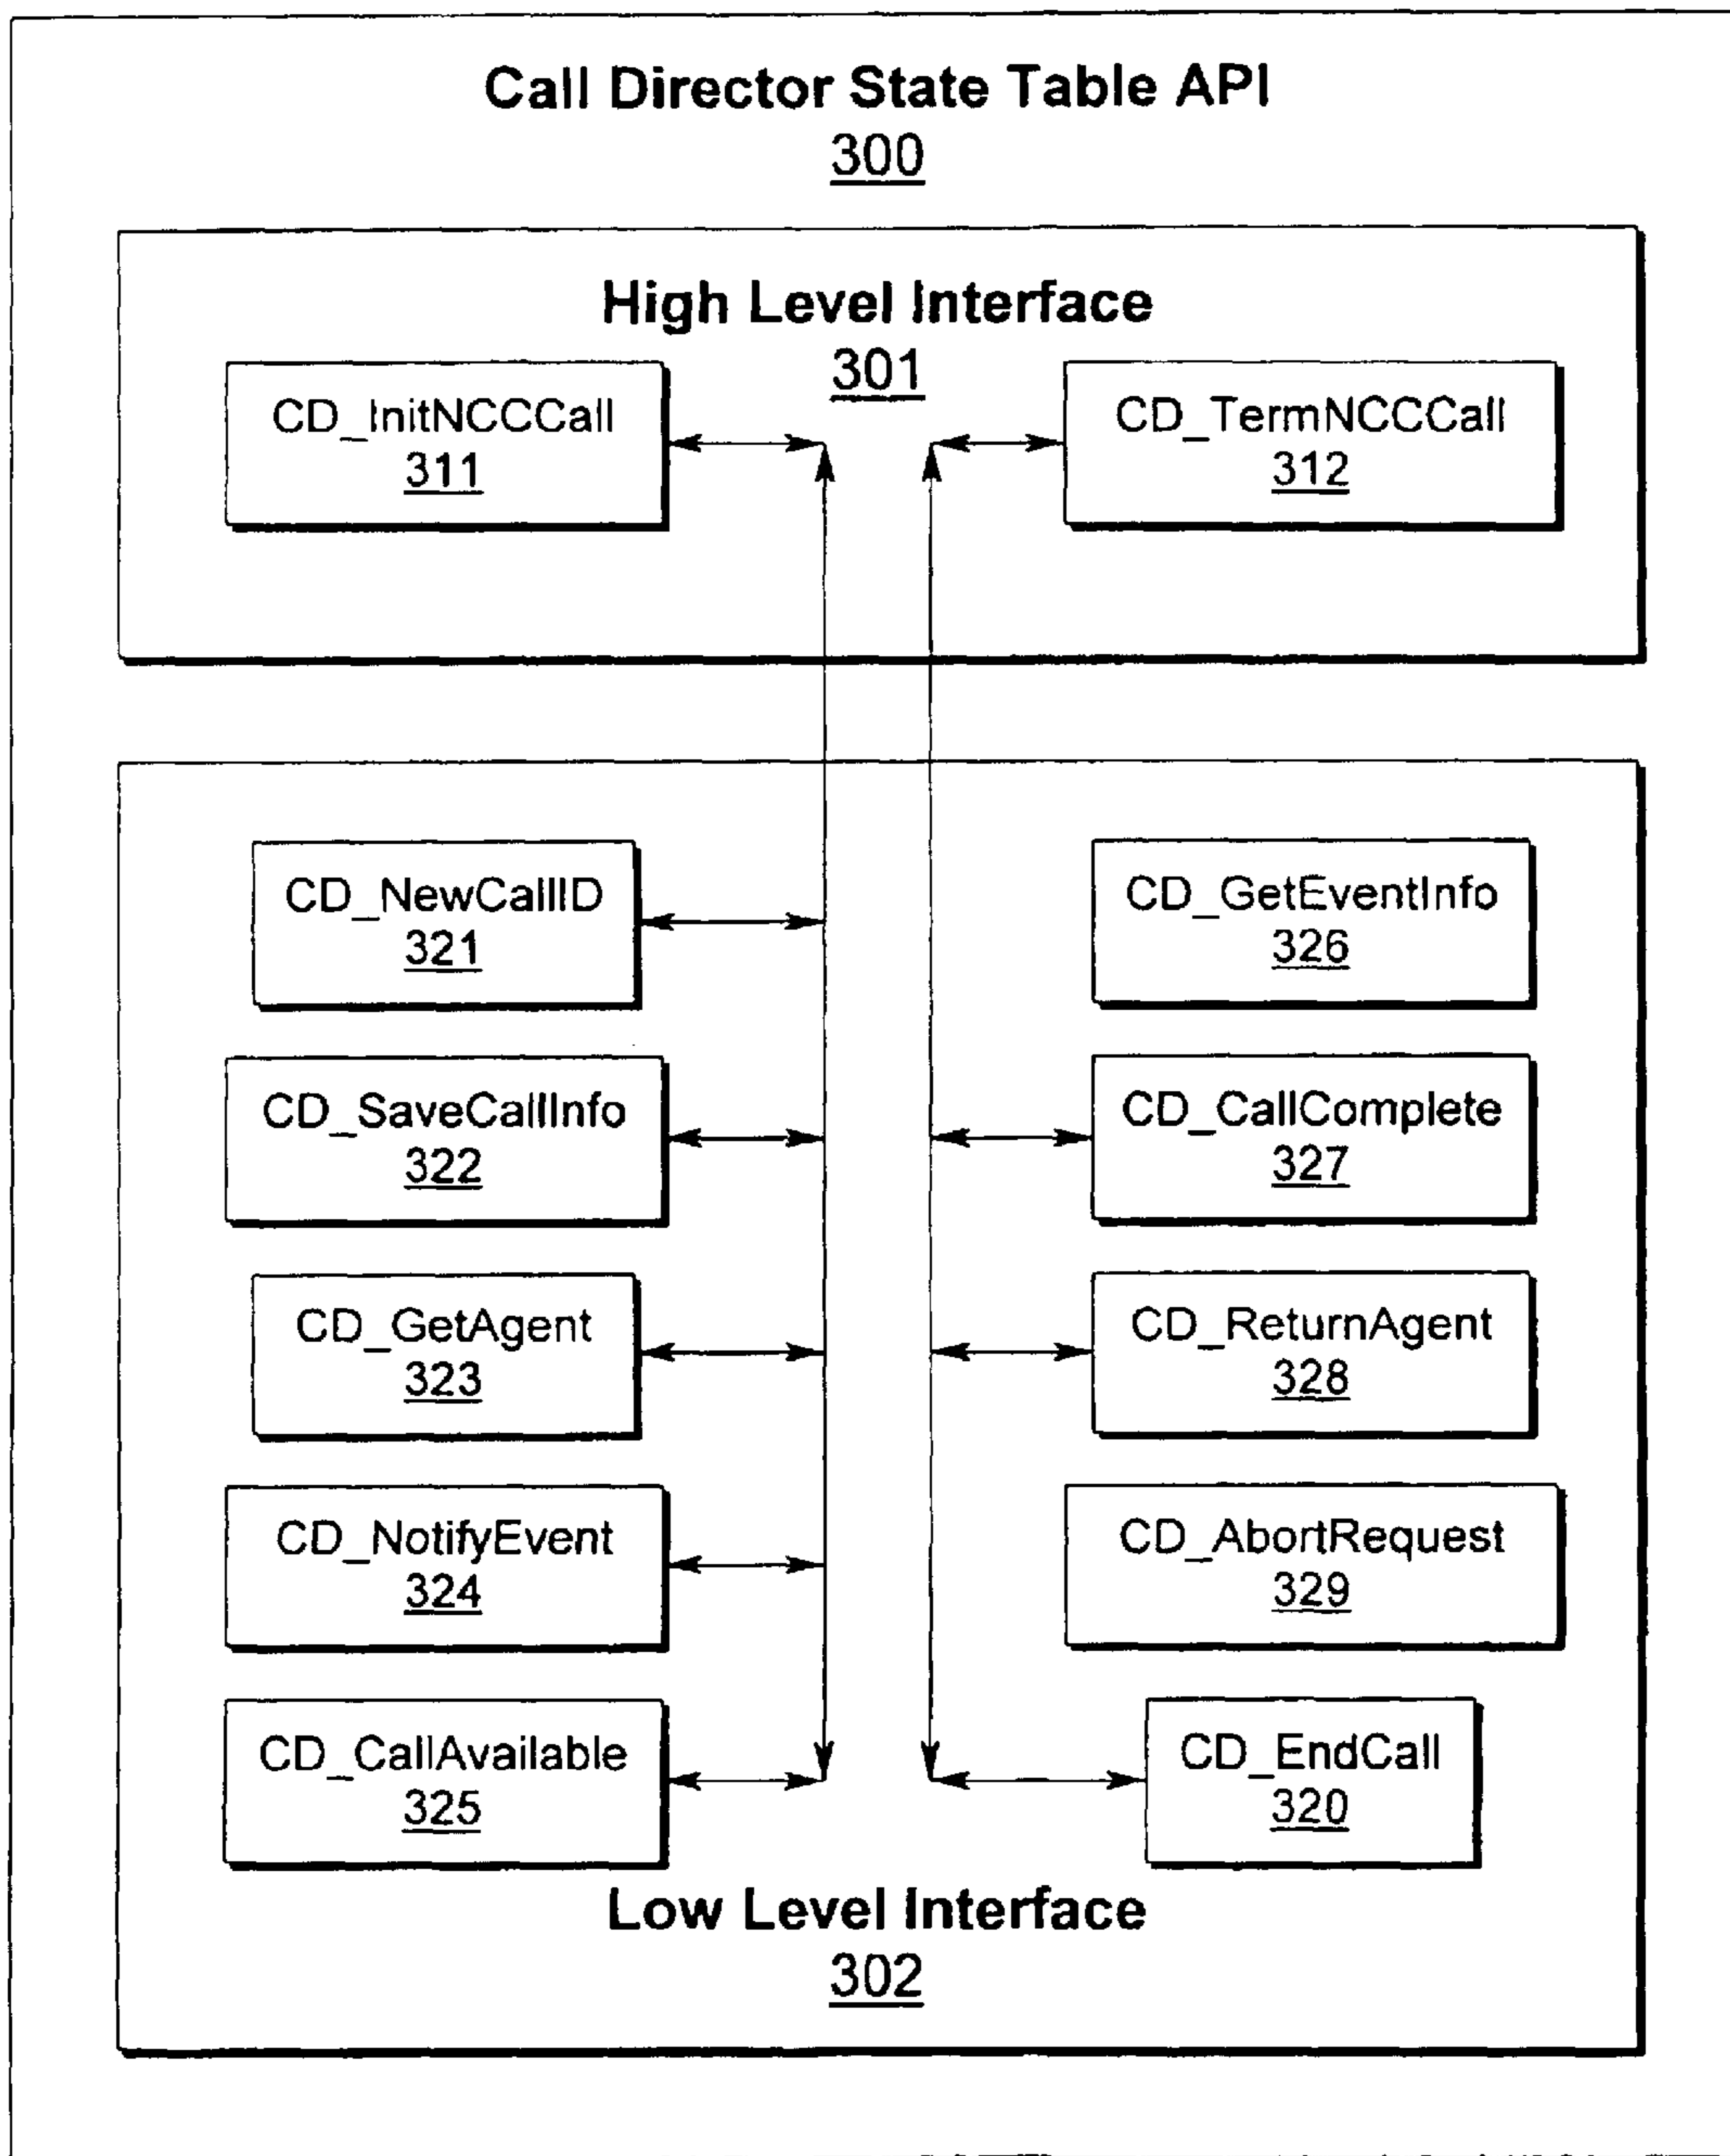 Call Director State Table API
300
High Level Interface
301
CD_InitNCCCall
311
CD_TermNCCCall
312
CD_NewCallID
321
CD_GetEventInfo
326
CD_SaveCallInfo
322
CD_CallComplete
327
CD_GetAgent
323
CD_ReturnAgent
328
CD_NotifyEvent
324
CD_AbortRequest
329
CD_CallAvailable
325
CD_EndCall
320
Low Level Interface
302